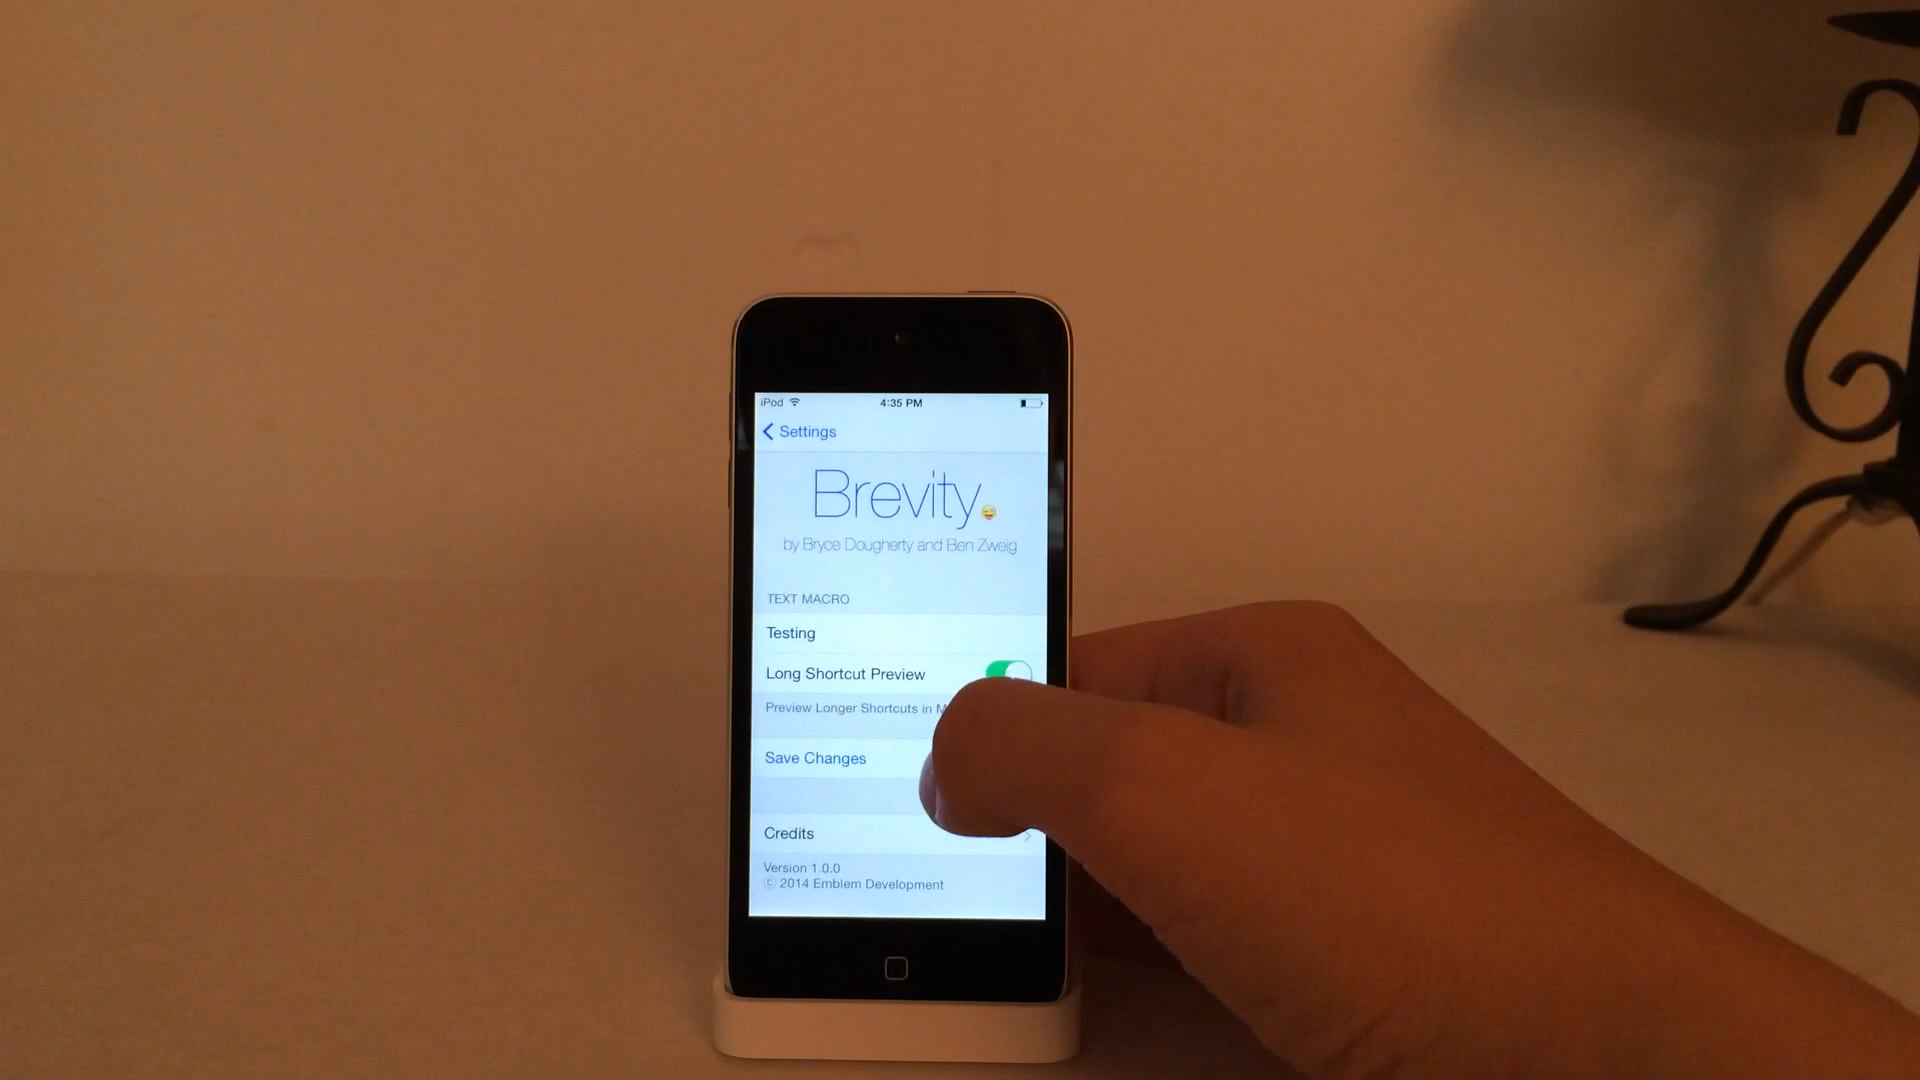 iPod 4:35 PM
Settings
Brevity
by Bryce Dougherty and Ben Zweig
TEXT MACRO
Testing
Long Shortcut Preview
Preview Longer Shortcuts in
Save Changes
Credits
Version 1.0.0
© 2014 Emblem Development